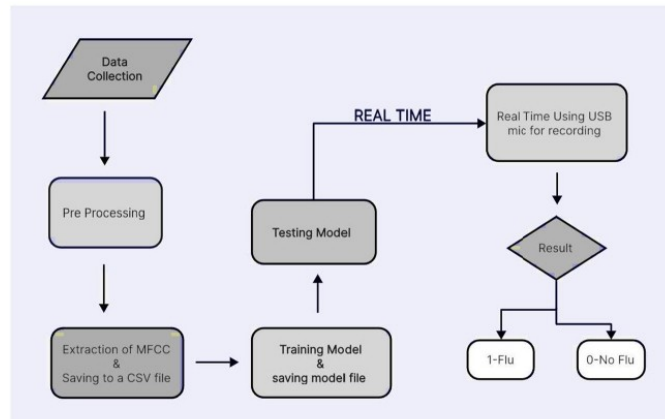 Data
Collection
Pre Processing
Extraction of MFCC
&
Saving to a CSV file
Training Model
&
saving model file
Testing Model
REAL TIME
Real Time Using USB
mic for recording
Result
1-Flu
0-No Flu